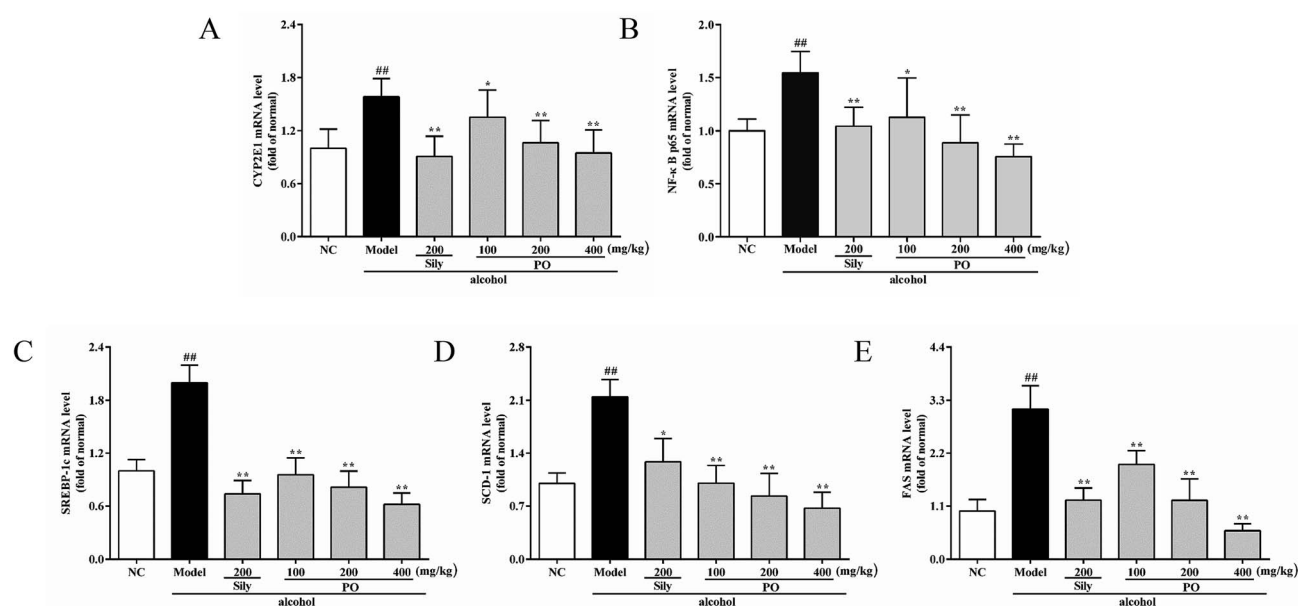 A
CYP2E1 mRNA level
(fold of normal)
2.4
1.8
1.2
0.6
0.0
##
**
*
**
**
NC Model 200 100 200 400 (mg/kg)
Sily PO
alcohol
B
NF-κ B p65 mRNA level
(fold of normal)
2.0
1.5
1.0
0.5
0.0
##
**
*
**
**
NC Model 200 100 200 400 (mg/kg)
Sily PO
alcohol
C
SREBP-1c mRNA level
(fold of normal)
2.4
1.8
1.2
0.6
0.0
##
**
**
**
**
NC Model 200 100 200 400 (mg/kg)
Sily PO
alcohol
D
SCD-1 mRNA level
(fold of normal)
2.8
2.1
1.4
0.7
0.0
##
*
**
**
**
NC Model 200 100 200 400 (mg/kg)
Sily PO
alcohol
E
FAS mRNA level
(fold of normal)
4.4
3.3
2.2
1.1
0.0
##
**
**
**
**
NC Model 200 100 200 400 (mg/kg)
Sily PO
alcohol